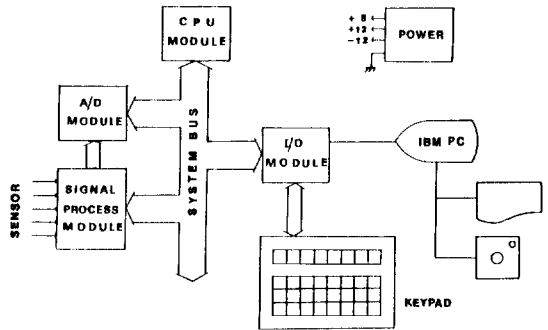 CPU
MODULE
+ 5
+12
-12
POWER
A/D
MODULE
SYSTEM BUS
I/O
MODULE
IBM PC
SIGNAL
PROCESS
MODULE
SENSOR
KEYPAD